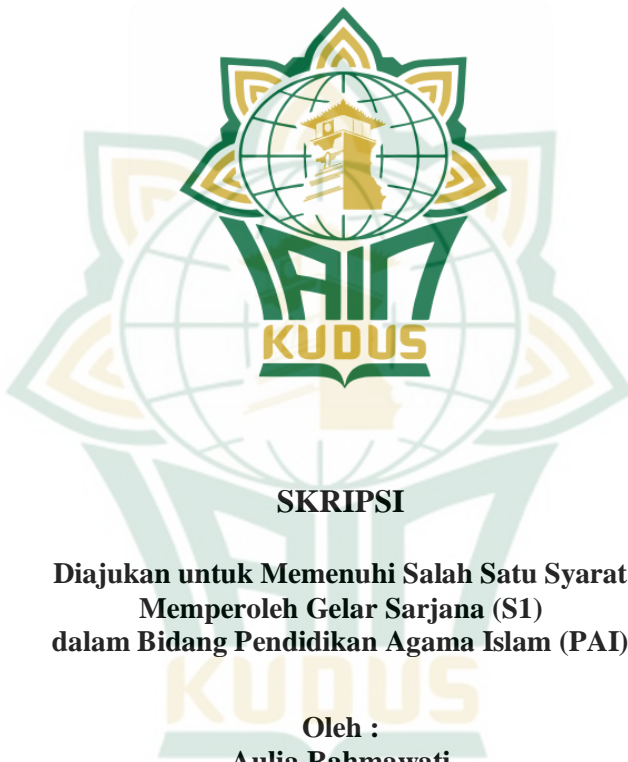 IAIN
KUDUS
SKRIPSI
Diajukan untuk Memenuhi Salah Satu Syarat
Memperoleh Gelar Sarjana (S1)
dalam Bidang Pendidikan Agama Islam (PAI)
Oleh :
Aulia Rahmawati